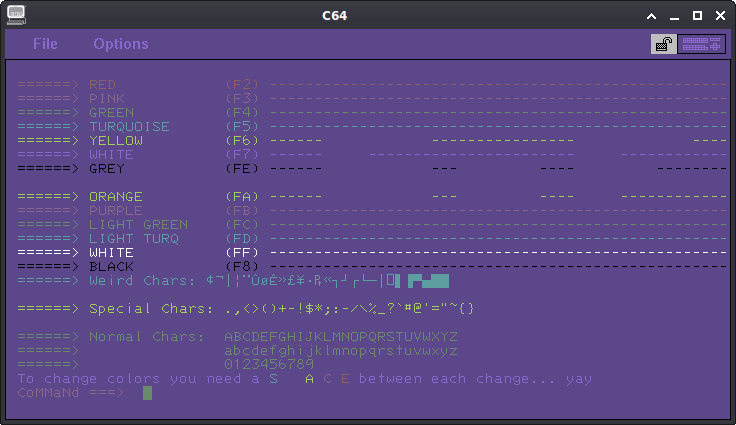 C64
File Options
======> RED (F2) ---------------------------------------------------
======> PINK (F3) ---------------------------------------------------
======> GREEN (F4) ---------------------------------------------------
======> TURQUOISE (F5) ---------------------------------------------------
======> YELLOW (F6) ------ ---------------- ----
======> WHITE (F7) ------ ---------------- ------------
======> GREY (FE) ------ --- --- --------
======> ORANGE (FA) ------ --- ---- ------------
======> PURPLE (FB) ---------------------------------------------------
======> LIGHT GREEN (FC) ---------------------------------------------------
======> LIGHT TURQ (FD) ---------------------------------------------------
======> WHITE (FF) ---------------------------------------------------
======> BLACK (F8) ---------------------------------------------------
======> Weird Chars:
======> Special Chars: .,<>()+-!$*;:-/\%_?`#@'="~{}
======> Normal Chars: ABCDEFGHIJKLMNOPQRSTUVWXYZ
======> abcdefghijklmnopqrstuvwxyz
======> 0123456789
To change colors you need a S A C E between each change... yay
CoMMaNd ===>